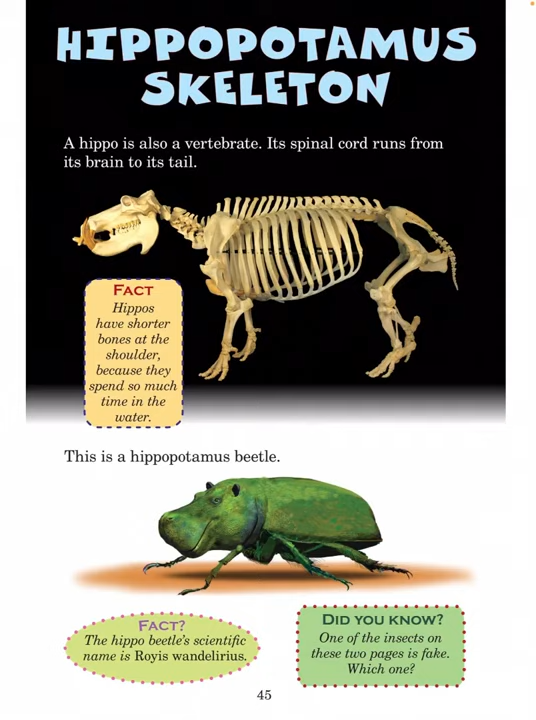 HIPPOPOTAMUS
SKELETON
A hippo is also a vertebrate. Its spinal cord runs from
its brain to its tail.
FACT
Hippos
have shorter
bones at the
shoulder,
because they
spend so much
time in the
water.
This is a hippopotamus beetle.
FACT?
The hippo beetle's scientific
name is Royis wandelirius.
DID YOU KNOW?
One of the insects on
these two pages is fake.
Which one?
45